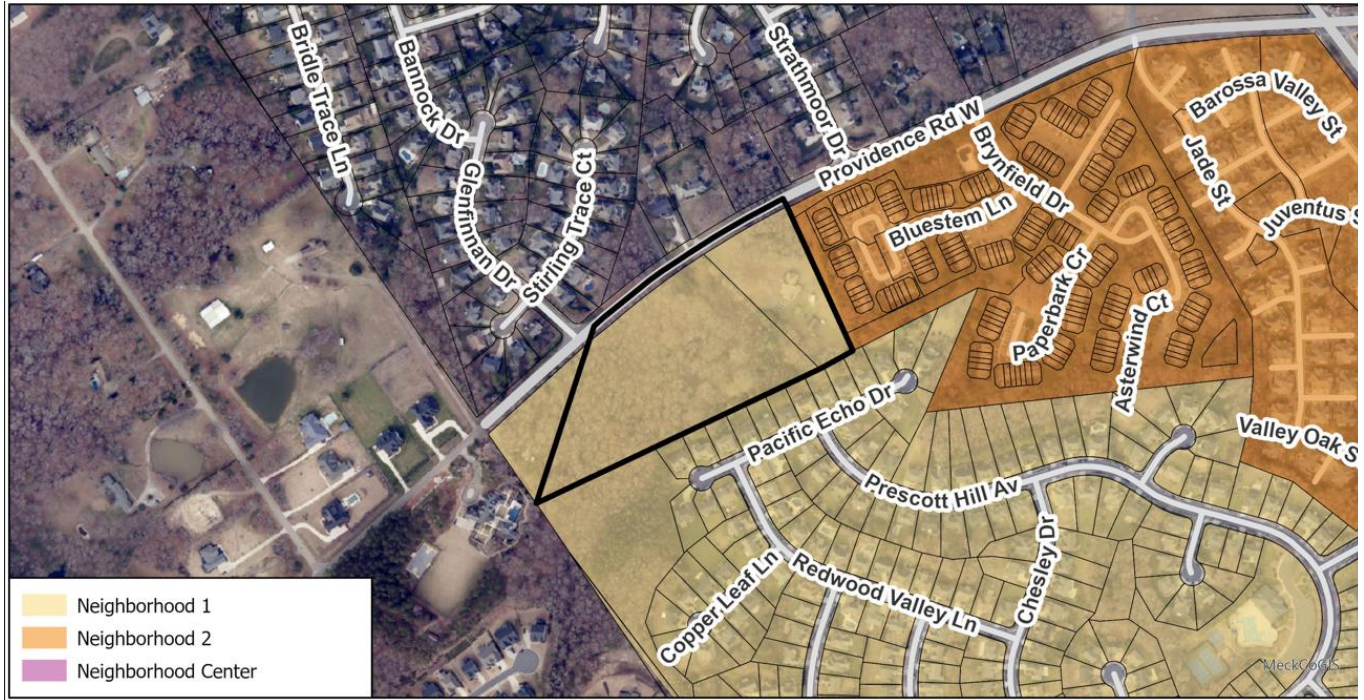 Bridle Trace Ln
Bannock Dr
Glenfinnan Dr
Stirling Trace Ct
Strathmoor Dr
Providence Rd W
Brynfield Dr
Bluestem Ln
Paperbark Cr
Asterwind Ct
Barossa Valley St
Jade St
Juventus S
Valley Oak S
Pacific Echo Dr
Prescott Hill Av
Chesley Dr
Redwood Valley Ln
Copper Leaf Ln
Neighborhood 1
Neighborhood 2
Neighborhood Center
MeckCoGIS